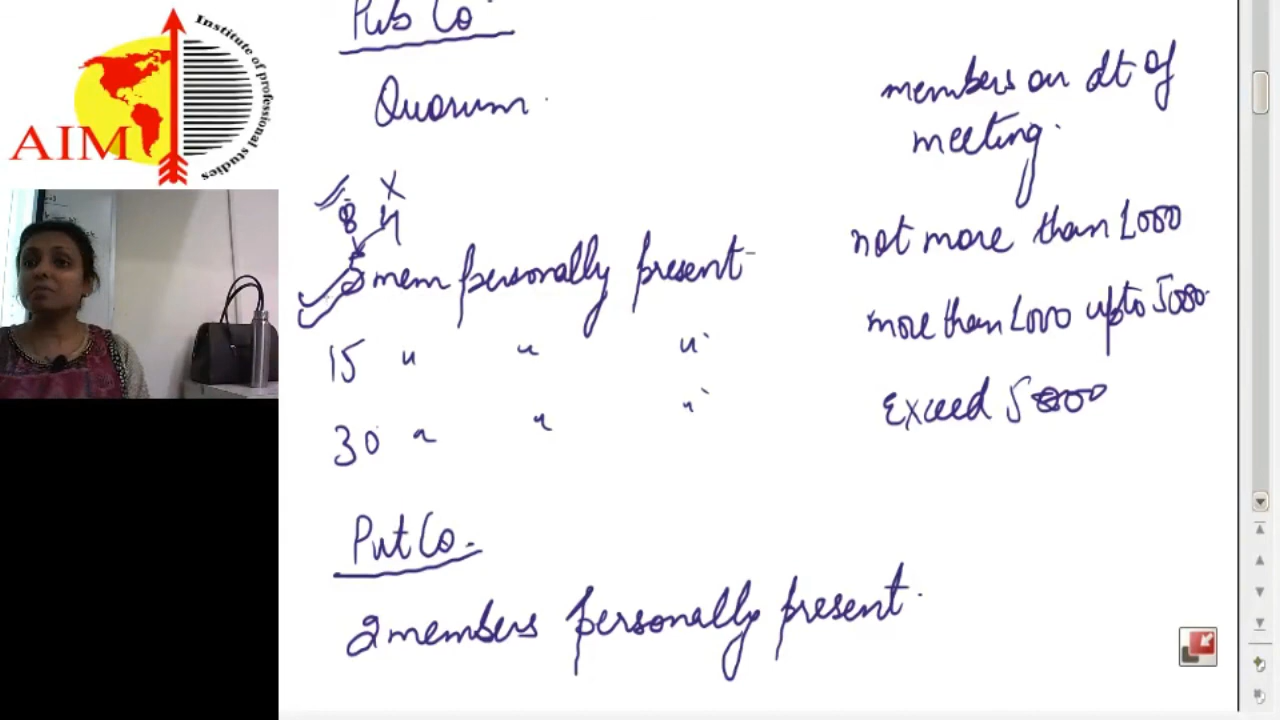 Institute of professional studies
AIM
Pub Co
Quorum.
members on dt of
meeting.
X
8 4
5 mem personally present
not more than 1000
15 " " "
more than 1000 upto 5000.
30 " " "
exceed 5000
Pvt Co.
2 members personally present.